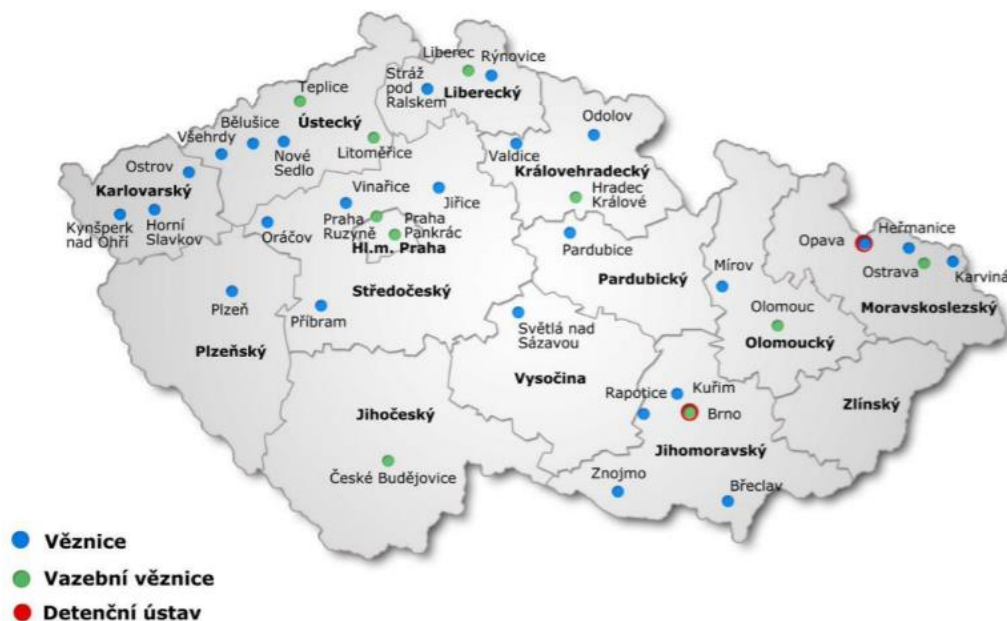 Liberec
Rýnovice
Stráž
pod
Ralskem
Liberecký
Teplice
Ústecký
Bělušice
Všehrdy
Nové
Sedlo
Litoměřice
Odolov
Valdice
Královehradecký
Hradec
Králové
Ostrov
Karlovarský
Kynšperk
nad Ohří
Horní
Slavkov
Vinařice
Jiřice
Oráčov
Praha
Ruzyně
Praha
Pankrác
Hl.m. Praha
Středočeský
Příbram
Plzeň
Plzeňský
Pardubice
Pardubický
Mírov
Opava
Heřmanice
Ostrava
Karviná
Moravskoslezský
Olomouc
Olomoucký
Světlá nad
Sázavou
Vysočina
Rapotice
Kuřim
Brno
Zlínský
Jihočeský
České Budějovice
Jihomoravský
Znojmo
Břeclav
Věznice
Vazební věznice
Detenční ústav